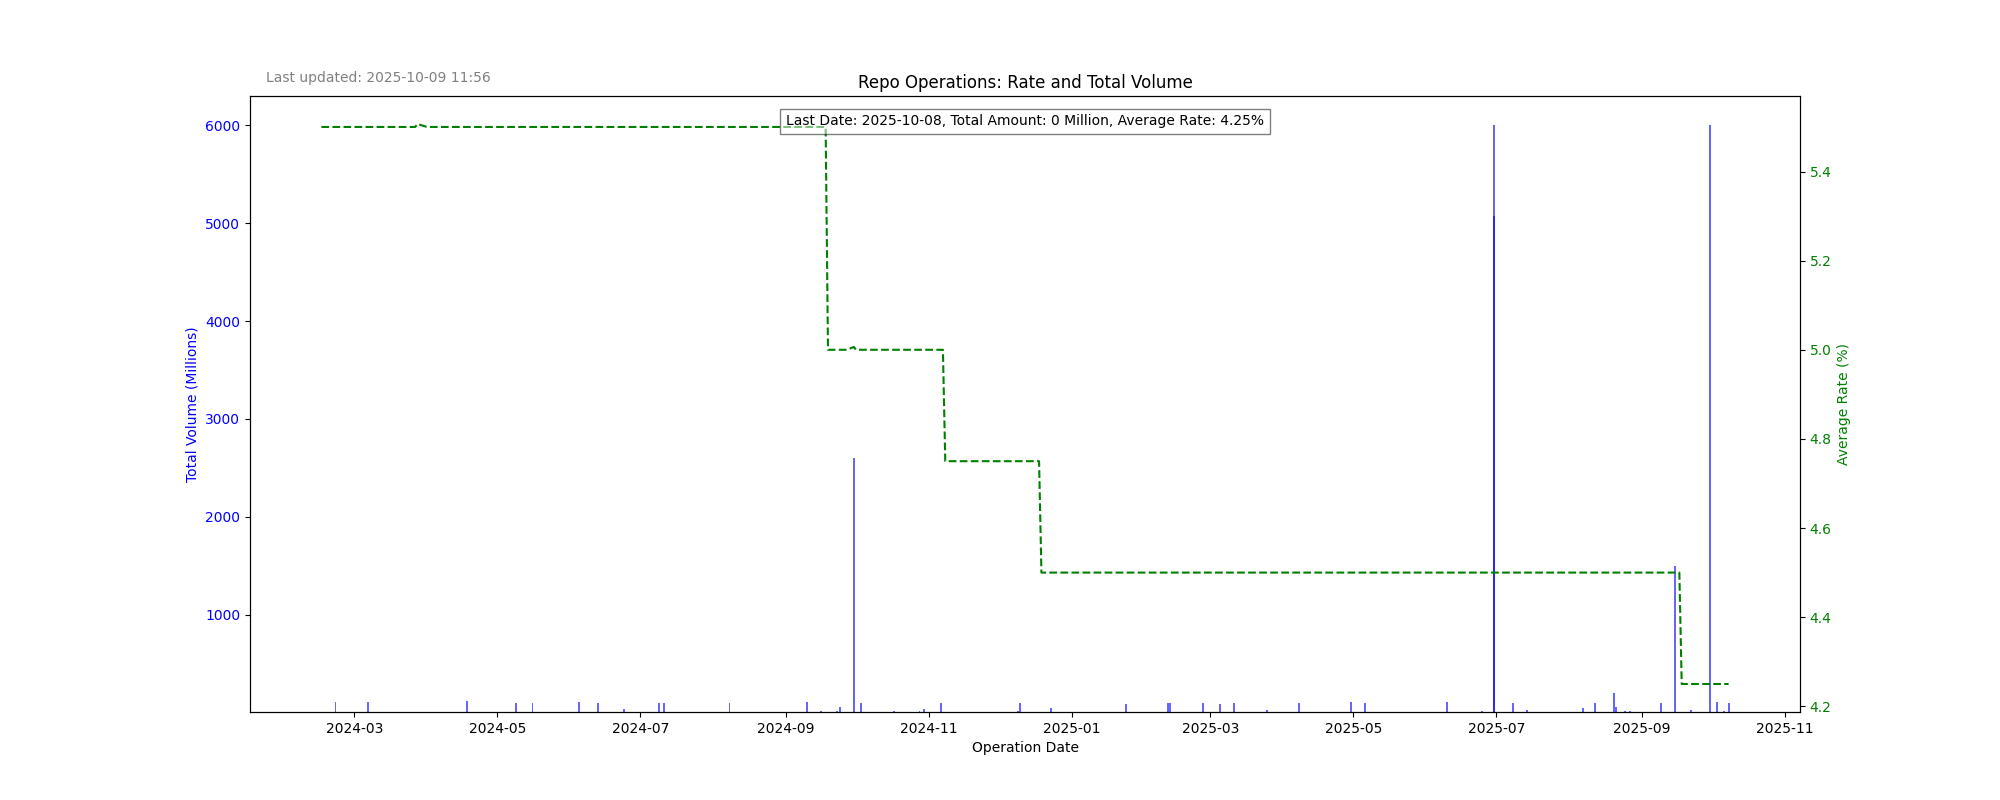 Last updated: 2025-10-09 11:56
Repo Operations: Rate and Total Volume
Last Date: 2025-10-08, Total Amount: 0 Million, Average Rate: 4.25%
Total Volume (Millions)
6000
5000
4000
3000
2000
1000
5.4
5.2
5.0
4.8
4.6
4.4
4.2
Average Rate (%)
2024-03 2024-05 2024-07 2024-09 2024-11 2025-01 2025-03 2025-05 2025-07 2025-09 2025-11
Operation Date